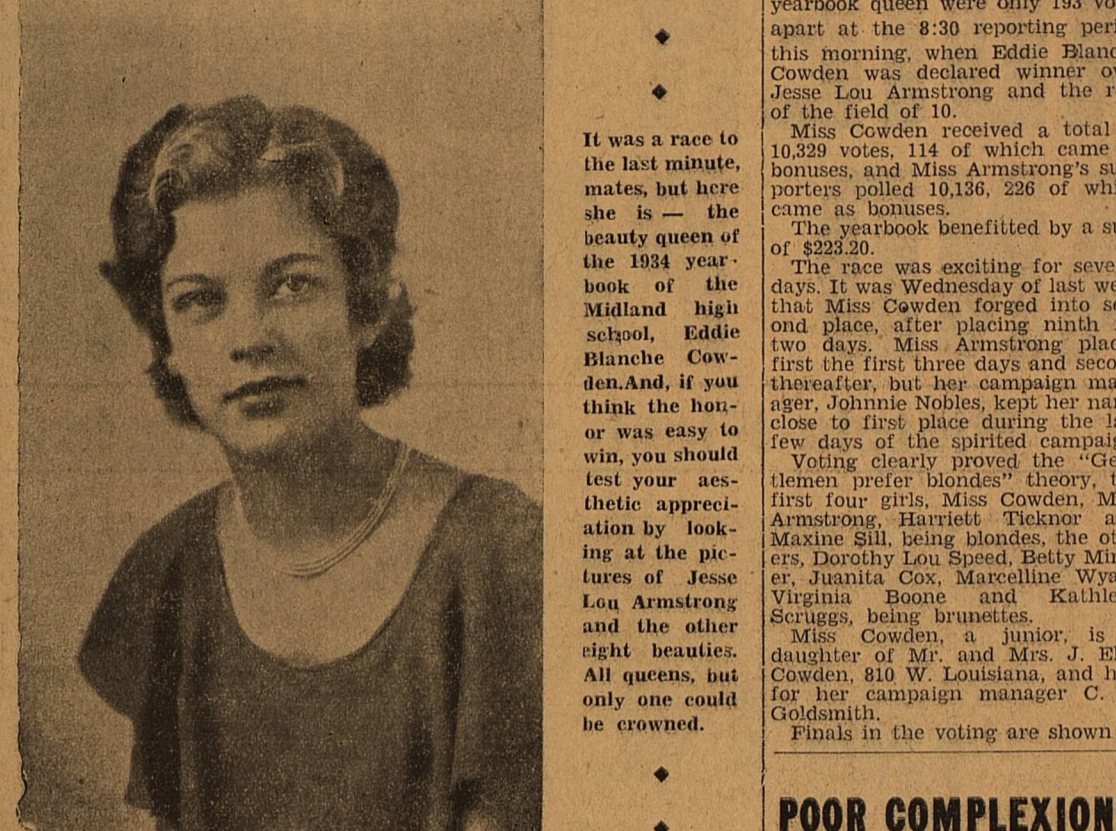 It was a race to
the last minute,
mates, but here
she is — the
beauty queen of
the 1934 year-
book of the
Midland high
school, Eddie
Blanche Cow-
den.And, if you
think the hon-
or was easy to
win, you should
test your aes-
thetic appreci-
ation by look-
ing at the pic-
tures of Jesse
Lou Armstrong
and the other
eight beauties.
All queens, but
only one could
be crowned.
yearbook queen were only 193
apart at the 8:30 reporting
this morning, when Eddie
Cowden was declared winner
Jesse Lou Armstrong and the
of the field of 10.
Miss Cowden received a total
10,329 votes, 114 of which came
bonuses, and Miss Armstrong's
porters polled 10,136, 226 of
came as bonuses.
The yearbook benefitted by a
of $223.20.
The race was exciting for
days. It was Wednesday of last
that Miss Cowden forged into
ond place, after placing ninth
two days. Miss Armstrong
first the first three days and
thereafter, but her campaign
ager, Johnnie Nobles, kept her
close to first place during the
few days of the spirited
Voting clearly proved the
tlemen prefer blondes" theory,
first four girls, Miss Cowden,
Armstrong, Harriett Ticknor
Maxine Sill, being blondes, the
ers, Dorothy Lou Speed, Betty
er, Juanita Cox, Marcelline
Virginia Boone and
Scruggs, being brunettes.
Miss Cowden, a junior, is
daughter of Mr. and Mrs. J.
Cowden, 810 W. Louisiana, and
for her campaign manager C.
Goldsmith.
Finals in the voting are shown
POOR COMPLEXION